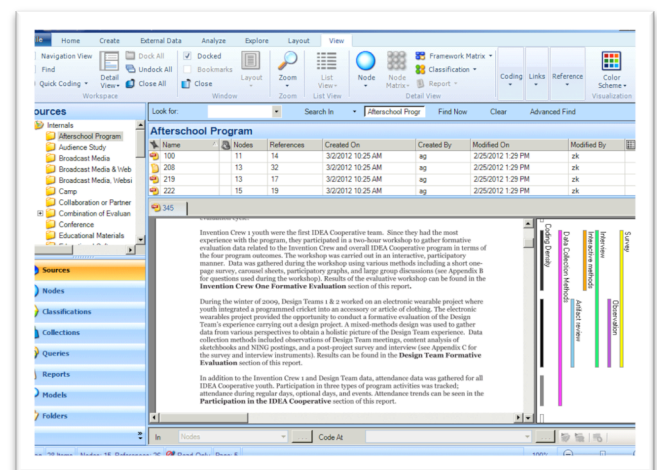 Home Create External Data Analyze Explore Layout View
Navigation View
Find
Quick Coding
Detail View
Dock All
Undock All
Close All
Workspace
Docked
Bookmarks
Close
Layout
Window
Zoom
Zoom
List View
List View
Node
Node Matrix
Framework Matrix
Classification
Report
Detail View
Coding
Links
Reference
Color Scheme
Visualization
ources
Look for:
Search In
Afterschool Progr
Find Now
Clear
Advanced Find
Internals
Afterschool Program
Audience Study
Broadcast Media
Broadcast Media & Web
Broadcast Media, Websi
Camp
Collaboration or Partner
Combination of Evaluan
Conference
Educational Materials
Afterschool Program
Name Nodes References Created On Created By Modified On Modified By
100 11 14 3/2/2012 10:25 AM ag 2/25/2012 1:29 PM zk
208 13 32 3/2/2012 10:25 AM ag 2/25/2012 1:29 PM zk
219 13 17 3/2/2012 10:25 AM ag 2/25/2012 1:29 PM zk
222 15 19 3/2/2012 10:25 AM ag 2/25/2012 1:29 PM zk
345
Invention Crew 1 youth were the first IDEA Cooperative team. Since they had the most
experience with the program, they participated in a two-hour workshop to gather formative
evaluation data related to the Invention Crew and overall IDEA Cooperative program in terms of
the four program outcomes. The workshop was carried out in an interactive, participatory
manner. Data was gathered during the workshop using various methods including a short one-
page survey, carousel sheets, participatory graphs, and large group discussions (see Appendix B
for questions used during the workshop). Results of the evaluative workshop can be found in the
Invention Crew One Formative Evaluation section of this report.
During the winter of 2009, Design Teams 1 & 2 worked on an electronic wearable project where
youth integrated a programmed cricket into an accessory or article of clothing. The electronic
wearables project provided the opportunity to conduct a formative evaluation of the Design
Team's experience carrying out a design project. A mixed-methods design was used to gather
data from various perspectives to obtain a holistic picture of the Design Team experience. Data
collection methods included observations of Design Team meetings, content analysis of
sketchbooks and NING postings, and a post-project survey and interview (see Appendix C for
the survey and interview instruments). Results can be found in the Design Team Formative
Evaluation section of this report.
In addition to the Invention Crew 1 and Design Team data, attendance data was gathered for all
IDEA Cooperative youth. Participation in three types of program activities was tracked;
attendance during regular days, optional days, and events. Attendance trends can be seen in the
Participation in the IDEA Cooperative section of this report.
Coding Density
Data Collection Methods
Artifact review
Interactive methods
Interview
Observation
Survey
Sources
Nodes
Classifications
Collections
Queries
Reports
Models
Folders
In Nodes Code At